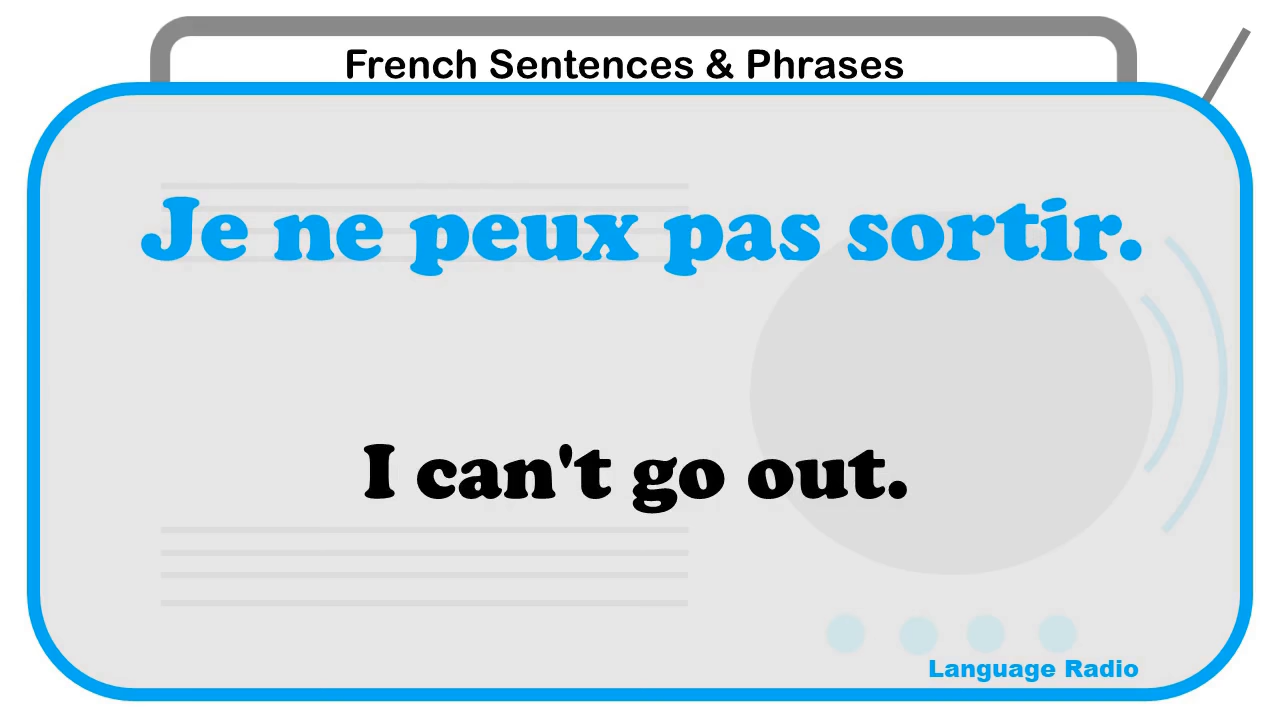 French Sentences & Phrases
Je ne peux pas sortir.
I can't go out.
Language Radio